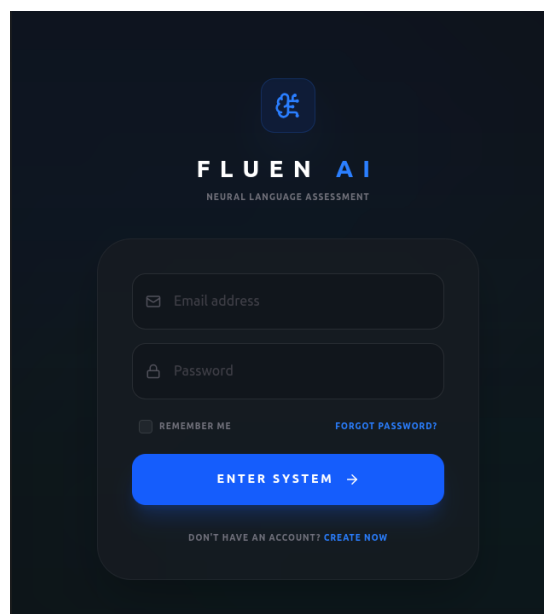 FLUEN AI
NEURAL LANGUAGE ASSESSMENT
Email address
Password
REMEMBER ME FORGOT PASSWORD?
ENTER SYSTEM →
DON'T HAVE AN ACCOUNT? CREATE NOW